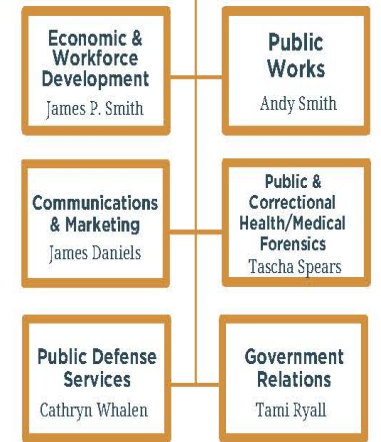 Economic &
Workforce
Development
James P. Smith
Public
Works
Andy Smith
Communications
& Marketing
James Daniels
Public &
Correctional
Health/Medical
Forensics
Tascha Spears
Public Defense
Services
Cathryn Whalen
Government
Relations
Tami Ryall